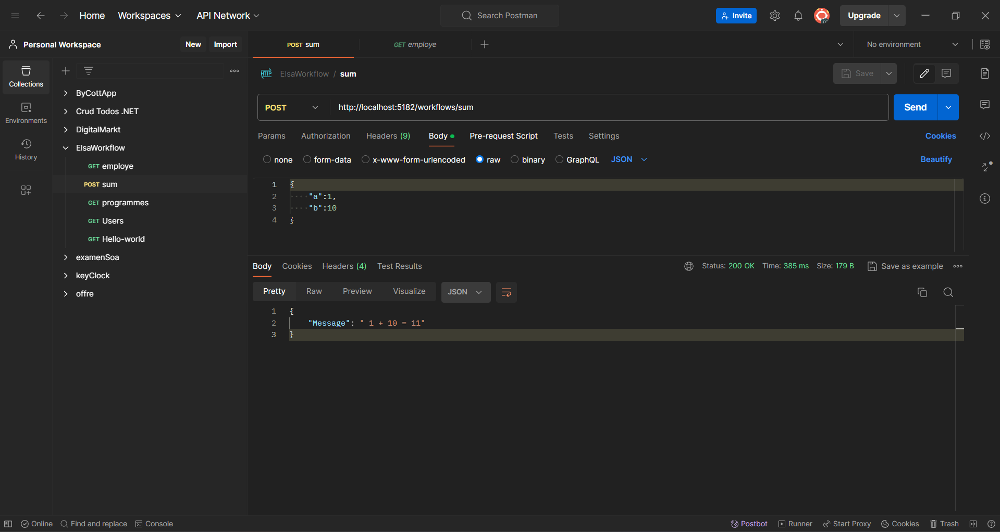 Home Workspaces API Network Search Postman Invite Upgrade
Personal Workspace New Import POST sum GET employe No environment
Collections
Environments
History
ByCottApp
Crud Todos .NET
DigitalMarkt
ElsaWorkflow
GET employe
POST sum
GET programmes
GET Users
GET Hello-world
examenSoa
keyClock
offre
HTTP ElsaWorkflow / sum Save
POST http://localhost:5182/workflows/sum Send
Params Authorization Headers (9) Body Pre-request Script Tests Settings Cookies
none form-data x-www-form-urlencoded raw binary GraphQL JSON Beautify
1 {
2 ····"a":1,
3 ····"b":10
4 }
Body Cookies Headers (4) Test Results Status: 200 OK Time: 385 ms Size: 179 B Save as example
Pretty Raw Preview Visualize JSON
1 {
2 "Message": " 1 + 10 = 11"
3 }
Online Find and replace Console Postbot Runner Start Proxy Cookies Trash